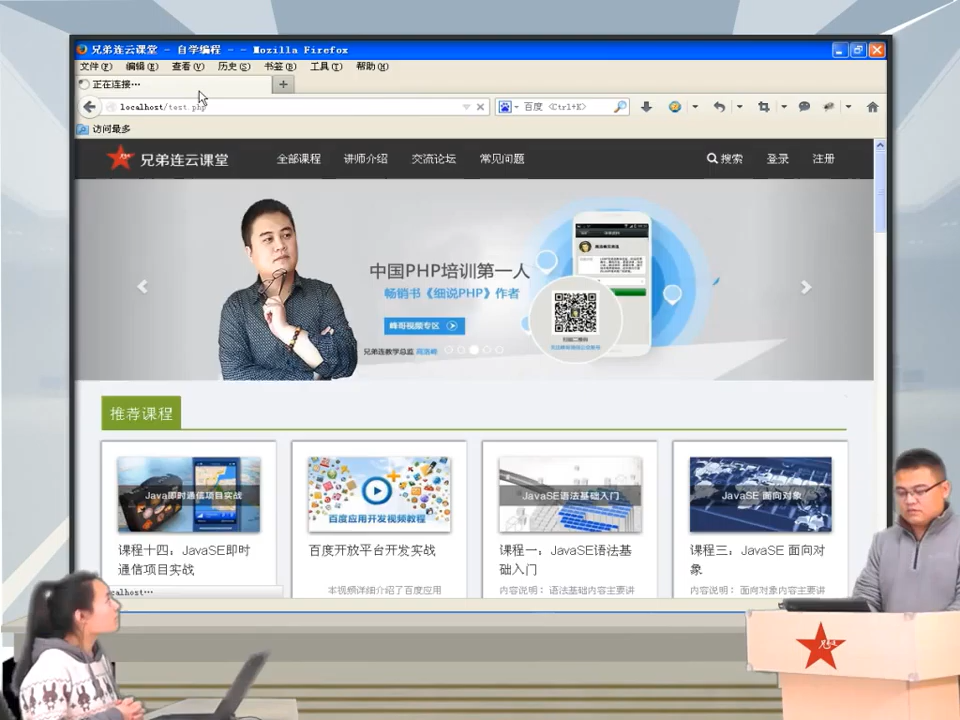 兄弟连云课堂 - 自学编程 - - Mozilla Firefox
文件(F) 编辑(E) 查看(V) 历史(S) 书签(B) 工具(T) 帮助(H)
正在连接…
localhost/test.php
百度 <Ctrl+K>
访问最多
兄弟连云课堂 全部课程 讲师介绍 交流论坛 常见问题 搜索 登录 注册
中国PHP培训第一人
畅销书《细说PHP》作者
峰哥视频专区
兄弟连教学总监 高洛峰
推荐课程
Java即时通信项目实战
百度应用开发视频教程
JavaSE语法基础入门
JavaSE 面向对象
课程十四：JavaSE即时
通信项目实战
百度开放平台开发实战
课程一：JavaSE语法基
础入门
课程三：JavaSE 面向对
象
本视频详细介绍了百度应用
内容说明：语法基础内容主要讲
内容说明：面向对象内容主要讲
calhost…